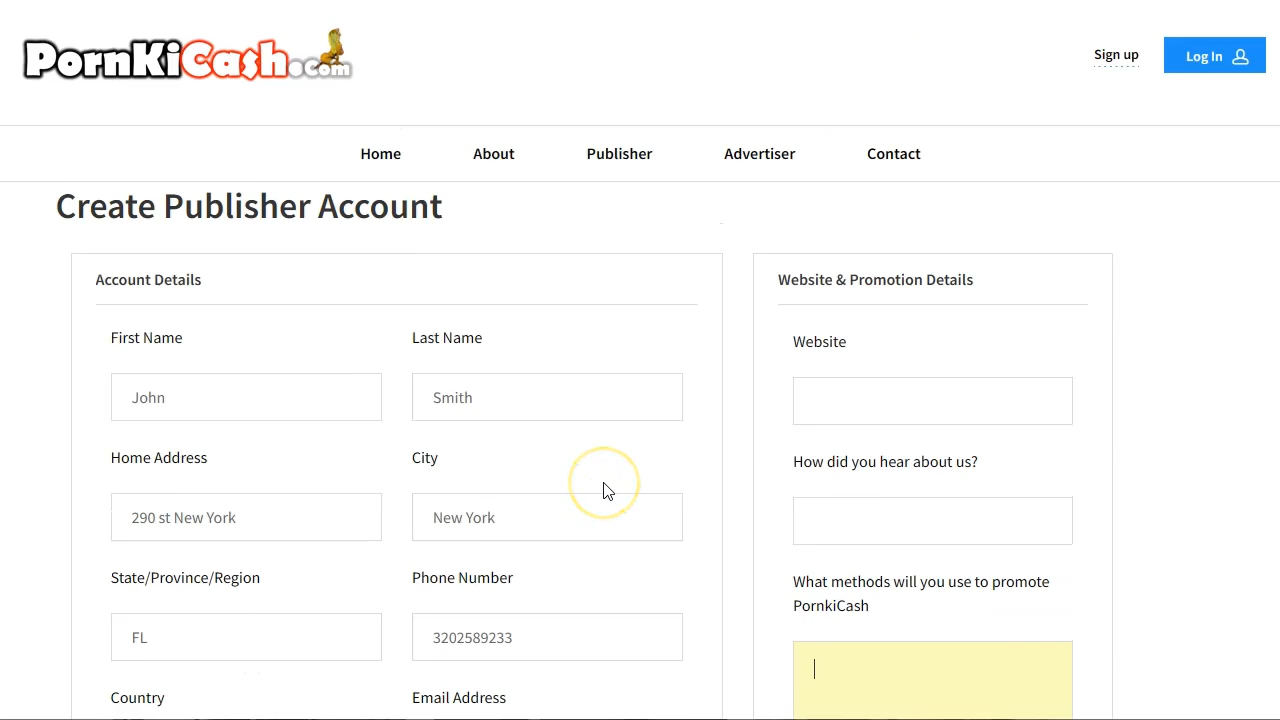 PornKiCash.com
Sign up
Log In
Home
About
Publisher
Advertiser
Contact
Create Publisher Account
Account Details
First Name
Last Name
John
Smith
Home Address
City
290 st New York
New York
State/Province/Region
Phone Number
FL
3202589233
Country
Email Address
Website & Promotion Details
Website
How did you hear about us?
What methods will you use to promote
PornkiCash